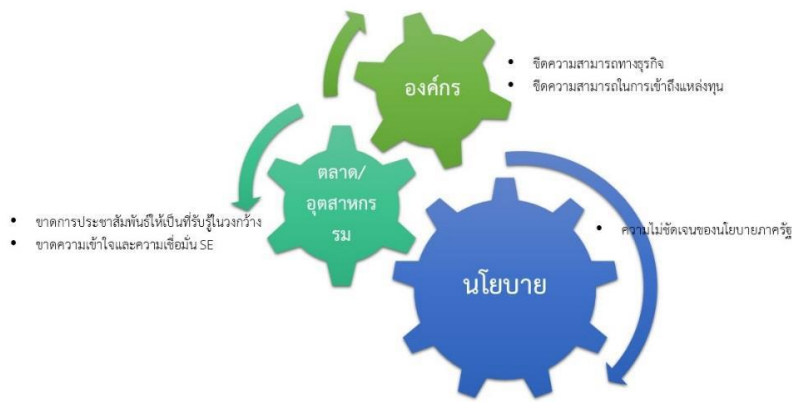 องค์กร
• ขีดความสามารถทางธุรกิจ
• ขีดความสามารถในการเข้าถึงแหล่งทุน
ตลาด/
อุตสาหกร
รม
• ขาดการประชาสัมพันธ์ให้เป็นที่รับรู้ในวงกว้าง
• ขาดความเข้าใจและความเชื่อมั่น SE
• ความไม่ชัดเจนของนโยบายภาครัฐ
นโยบาย